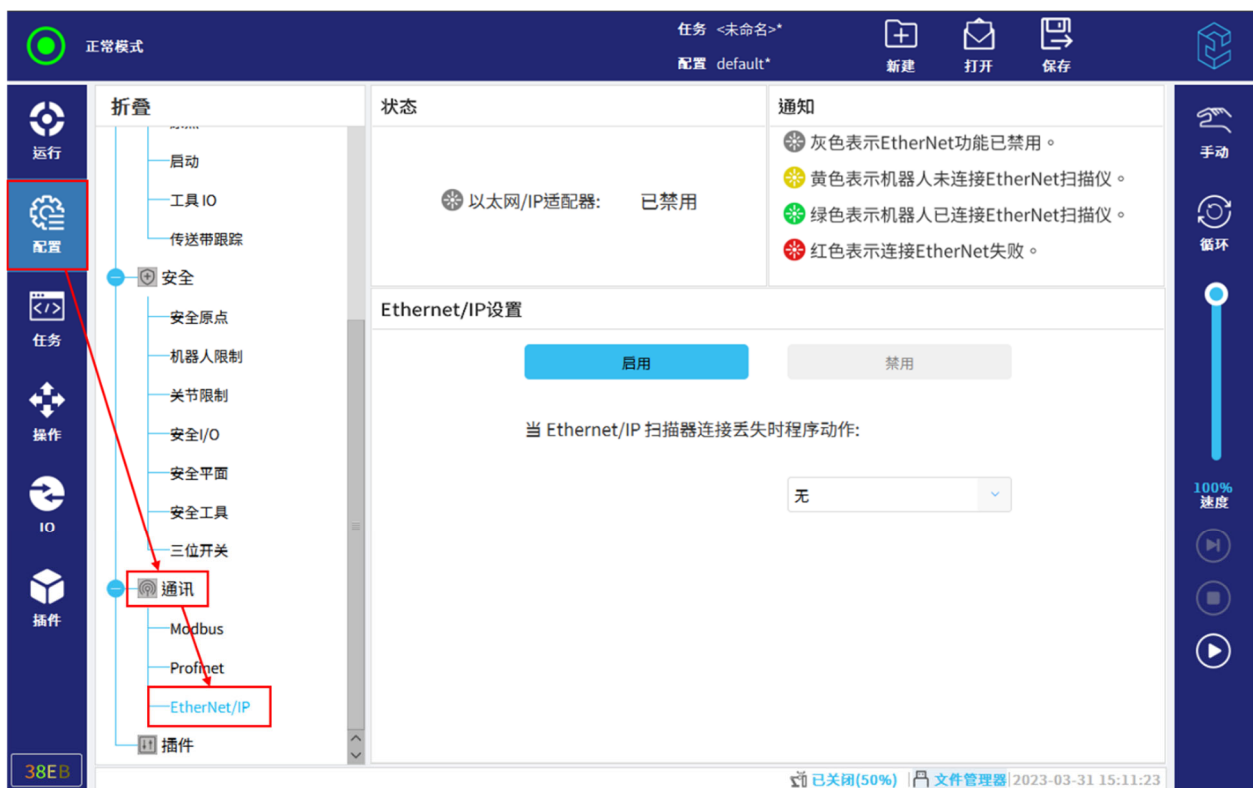 正常模式
任务 <未命名>*
配置 default*
新建
打开
保存
运行
配置
任务
操作
IO
插件
38EB
折叠
启动
工具 IO
传送带跟踪
安全
安全原点
机器人限制
关节限制
安全I/O
安全平面
安全工具
三位开关
通讯
Modbus
Profinet
EtherNet/IP
插件
状态
以太网/IP适配器: 已禁用
通知
灰色表示EtherNet功能已禁用。
黄色表示机器人未连接EtherNet扫描仪。
绿色表示机器人已连接EtherNet扫描仪。
红色表示连接EtherNet失败。
Ethernet/IP设置
启用
禁用
当 Ethernet/IP 扫描器连接丢失时程序动作:
无
手动
循环
100%
速度
已关闭(50%)
文件管理器
2023-03-31 15:11:23